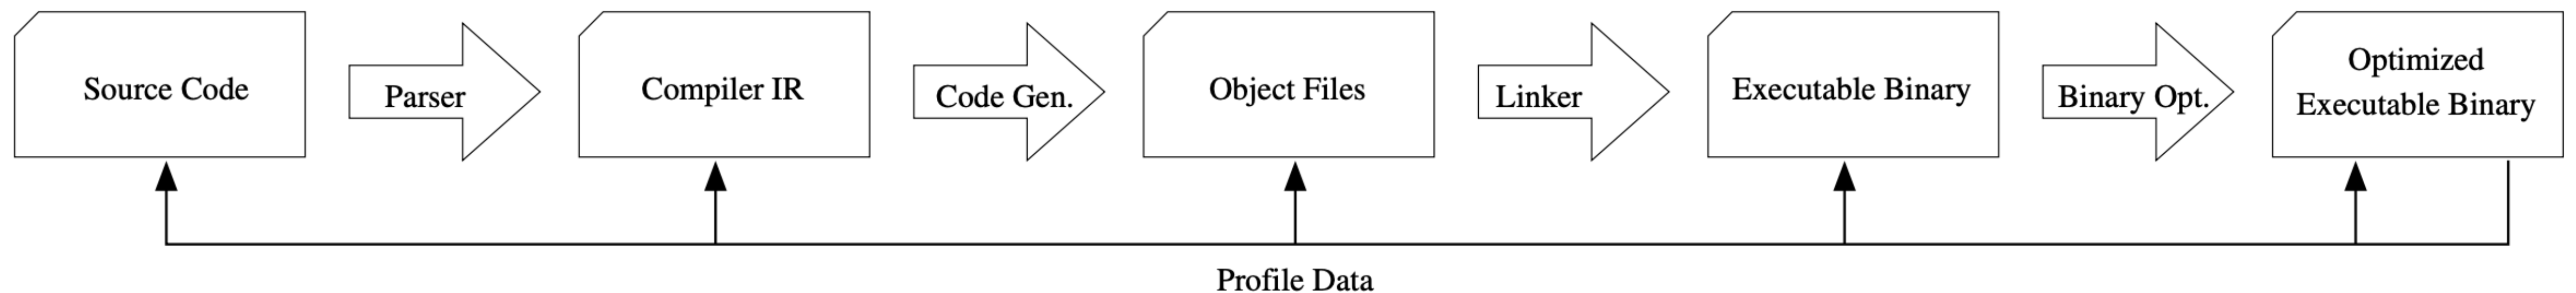 Source Code
Parser
Compiler IR
Code Gen.
Object Files
Linker
Executable Binary
Binary Opt.
Optimized
Executable Binary
Profile Data